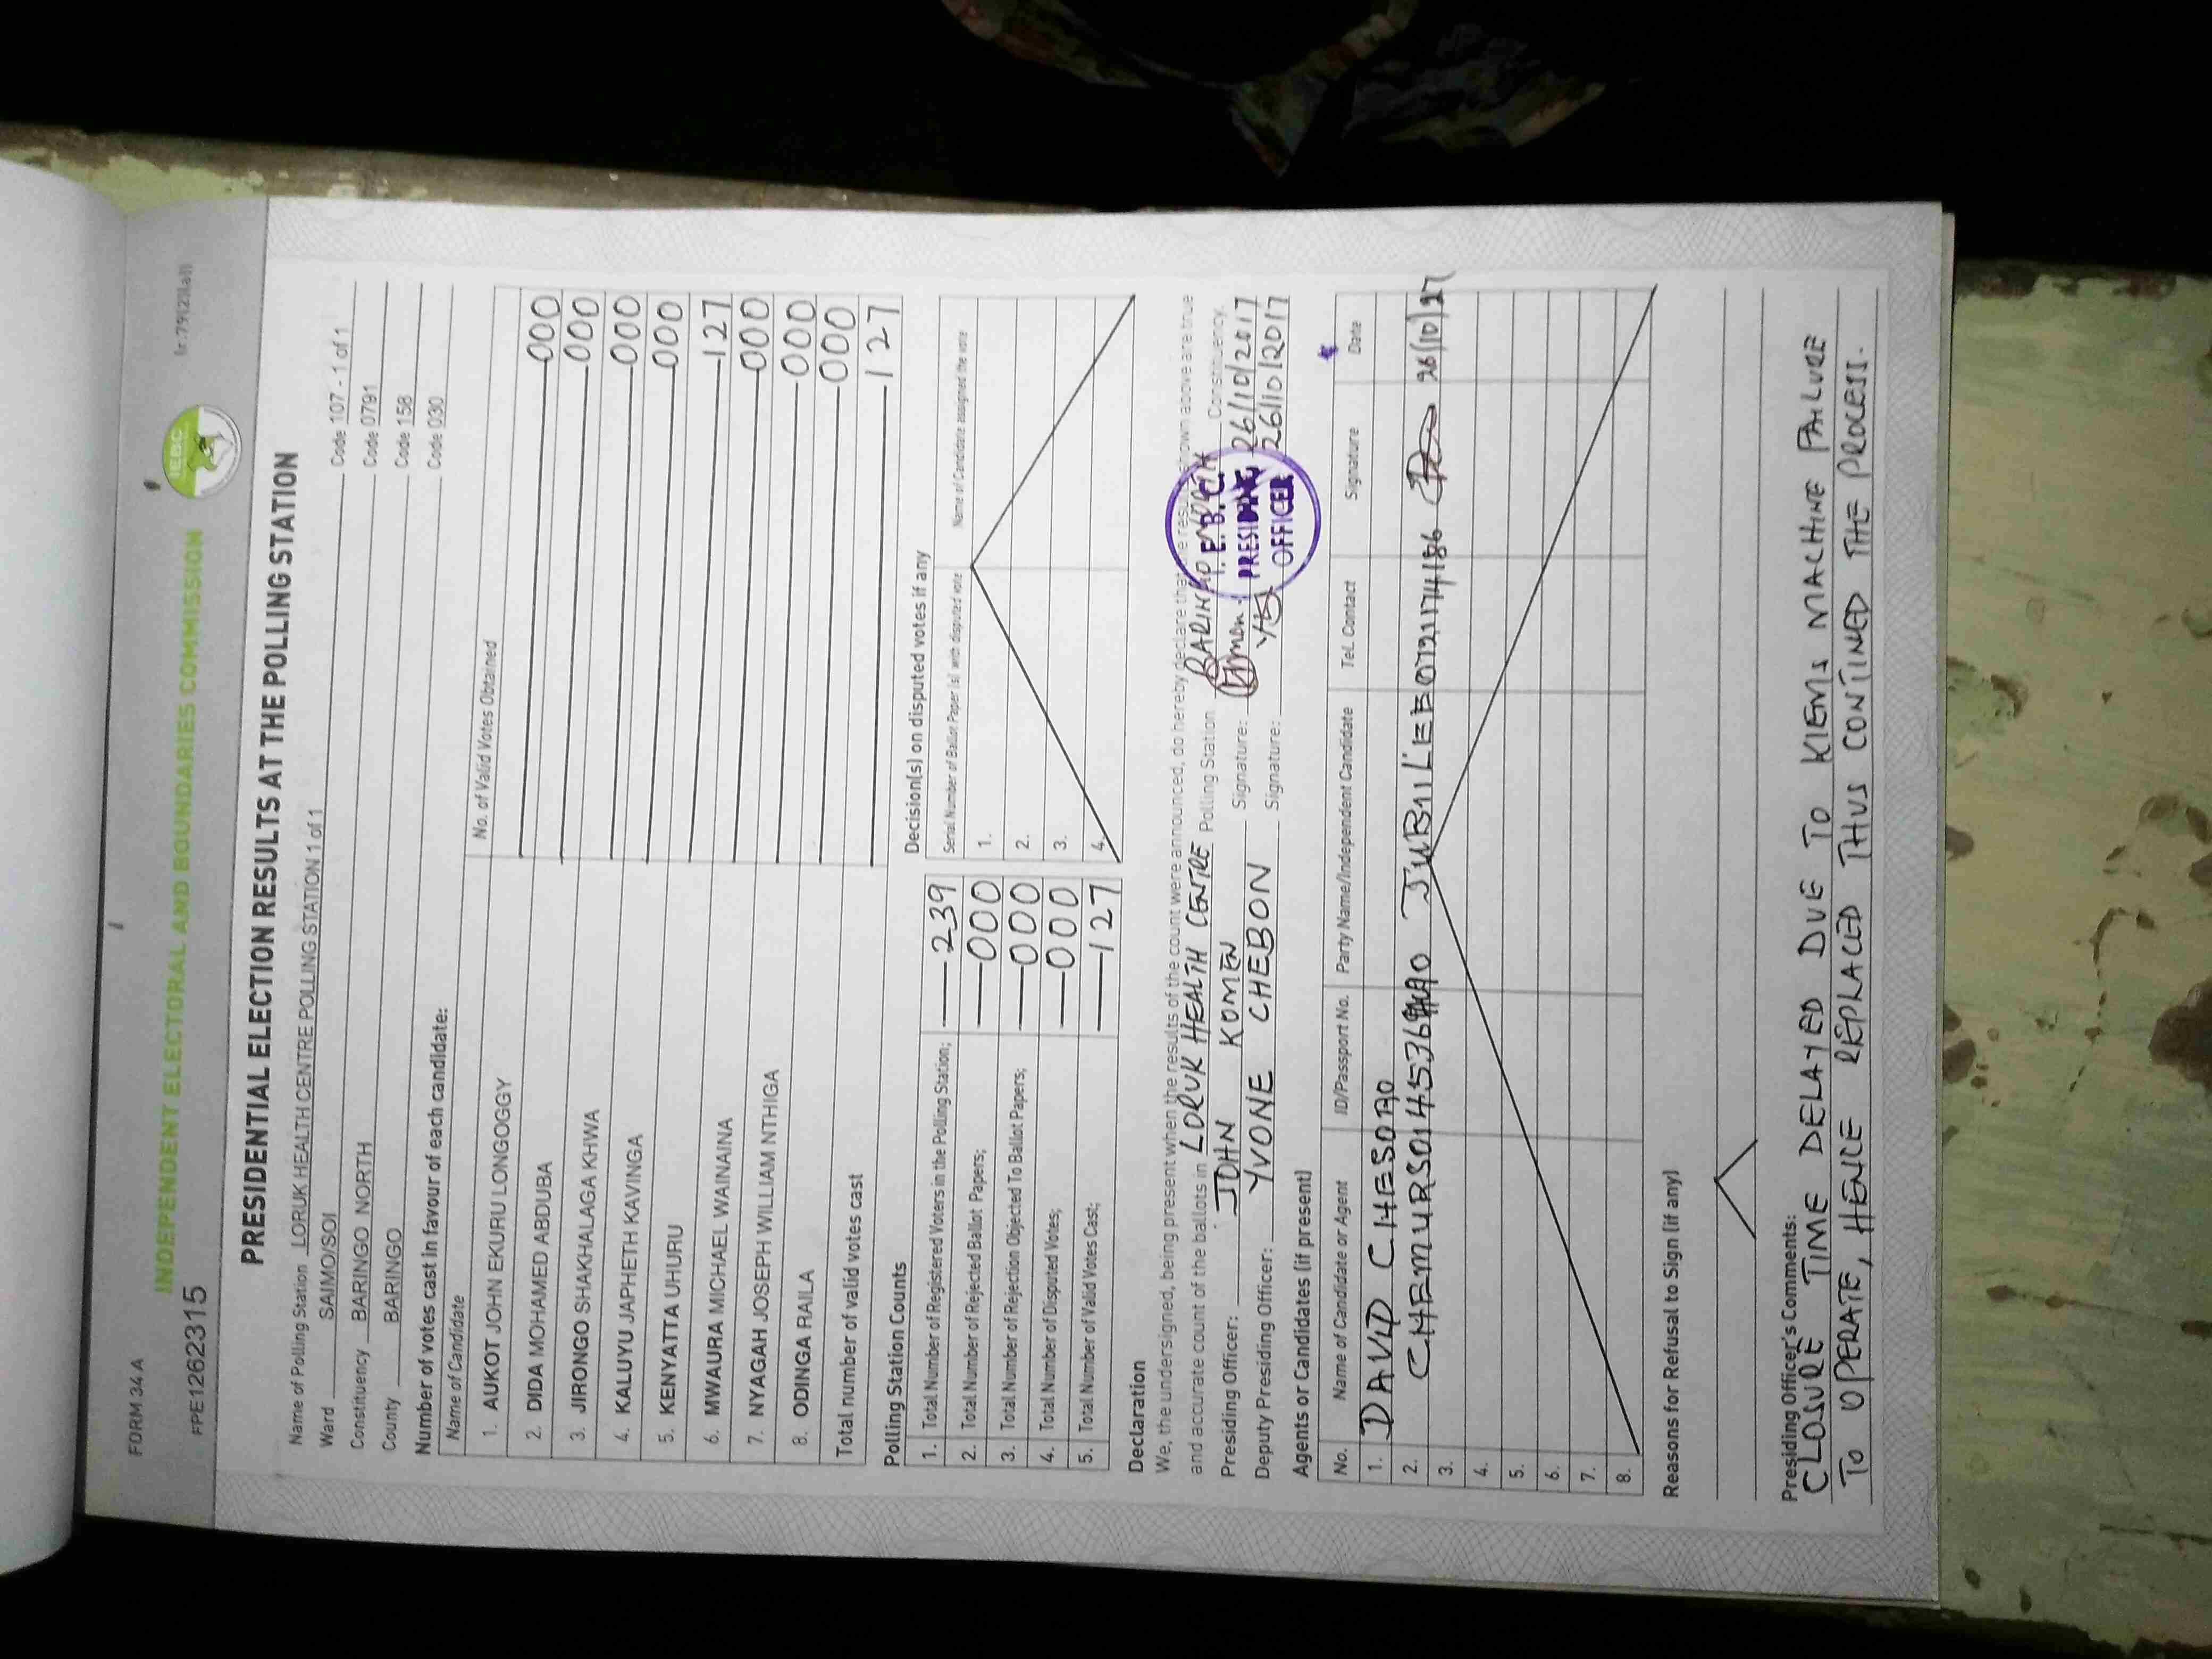 FORM 34A
FPE1262315
INDEPENDENT ELECTORAL AND BOUNDARIES COMMISSION
IEBC
(r.79(2)(a))
PRESIDENTIAL ELECTION RESULTS AT THE POLLING STATION
Name of Polling Station LORUK HEALTH CENTRE POLLING STATION 1 of 1 Code 107 - 1 of 1
Ward SAIMO/SOI Code 0791
Constituency BARINGO NORTH Code 158
County BARINGO Code 030
Number of votes cast in favour of each candidate:
Name of Candidate No. of Valid Votes Obtained
1. AUKOT JOHN EKURU LONGOGGY 000
2. DIDA MOHAMED ABDUBA 000
3. JIRONGO SHAKHALAGA KHWA 000
4. KALUYU JAPHETH KAVINGA 000
5. KENYATTA UHURU 127
6. MWAURA MICHAEL WAINAINA 000
7. NYAGAH JOSEPH WILLIAM NTHIGA 000
8. ODINGA RAILA 000
Total number of valid votes cast 127
Polling Station Counts
1. Total Number of Registered Voters in the Polling Station; 239
2. Total Number of Rejected Ballot Papers; 000
3. Total Number of Rejection Objected To Ballot Papers; 000
4. Total Number of Disputed Votes; 000
5. Total Number of Valid Votes Cast; 127
Decision(s) on disputed votes if any
Serial Number of Ballot Paper(s) with disputed vote Name of Candidate assigned the vote
1.
2.
3.
4.
Declaration
We, the undersigned, being present when the results of the count were announced, do hereby declare that the results shown above are true
and accurate count of the ballots in LORUK HEALTH CENTRE Polling Station Constituency.
Presiding Officer: JOHN KOMEN Signature: 26/10/2017
Deputy Presiding Officer: YVONE CHEBON Signature: 26/10/2017
I.E.B.C.
PRESIDING
OFFICER
Agents or Candidates (if present)
No. Name of Candidate or Agent ID/Passport No. Party Name/Independent Candidate Tel. Contact Signature Date
1. DAVID CHESORO
2. JUBILEE
3.
4.
5.
6.
7.
8.
Reasons for Refusal to Sign (if any)
Presiding Officer's Comments:
CLOSURE TIME DELAYED DUE TO KIEMS MACHINE FAILURE
TO OPERATE, HENCE REPLACED THUS CONTINED THE PROCESS.